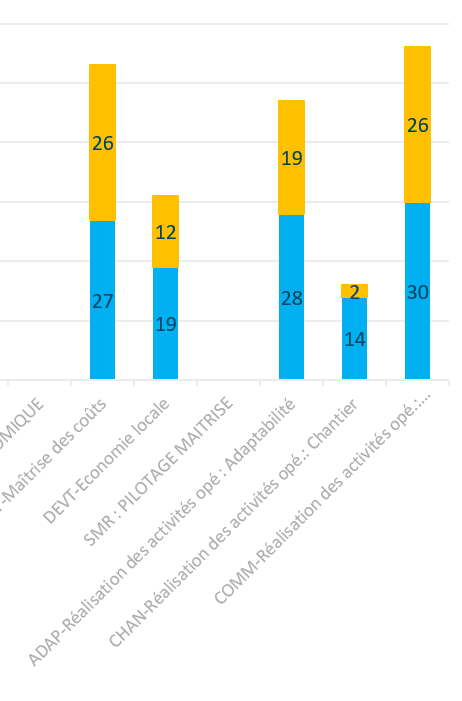 26
27
12
19
19
28
2
14
26
30
-Maîtrise des coûts
DEVT-Economie locale
SMR : PILOTAGE MAITRISE
ADAP-Réalisation des activités opé : Adaptabilité
CHAN-Réalisation des activités opé.: Chantier
COMM-Réalisation des activités opé.:...